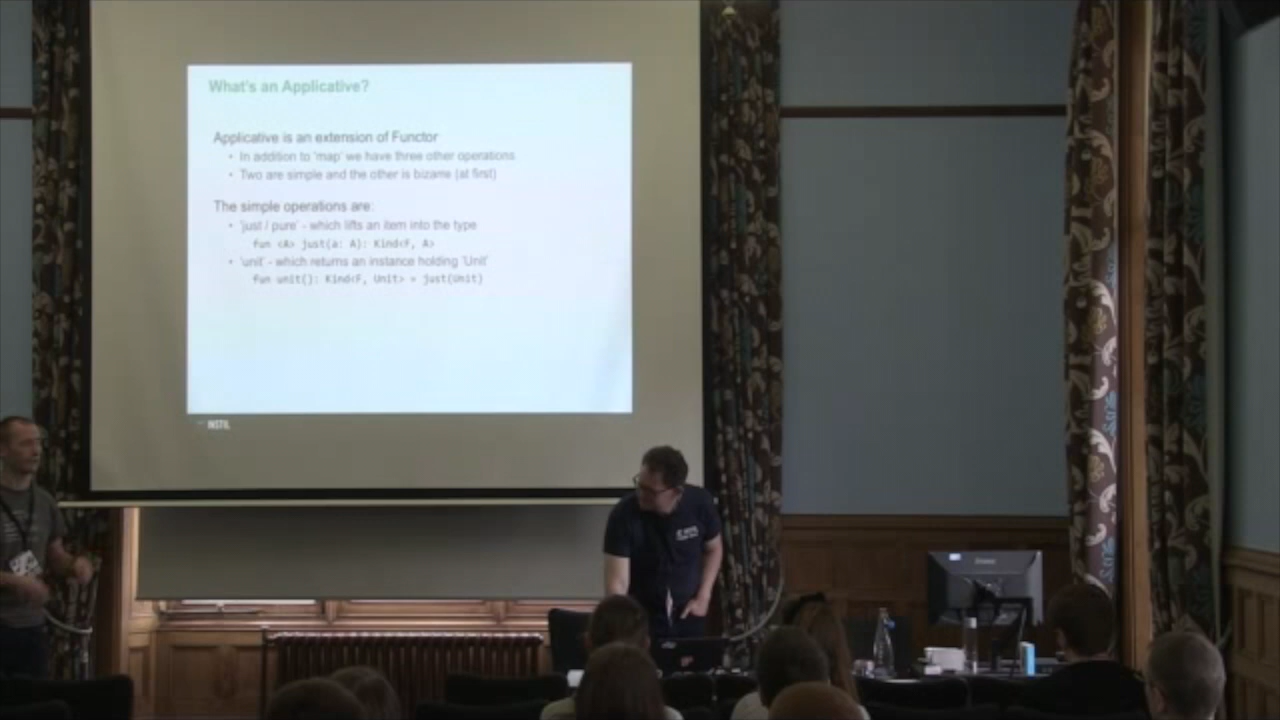 What's an Applicative?
Applicative is an extension of Functor
• In addition to 'map' we have three other operations
• Two are simple and the other is bizarre (at first)
The simple operations are:
• 'just / pure' - which lifts an item into the type
fun <A> just(a: A): Kind<F, A>
• 'unit' - which returns an instance holding 'Unit'
fun unit(): Kind<F, Unit> = just(Unit)
INSTIL